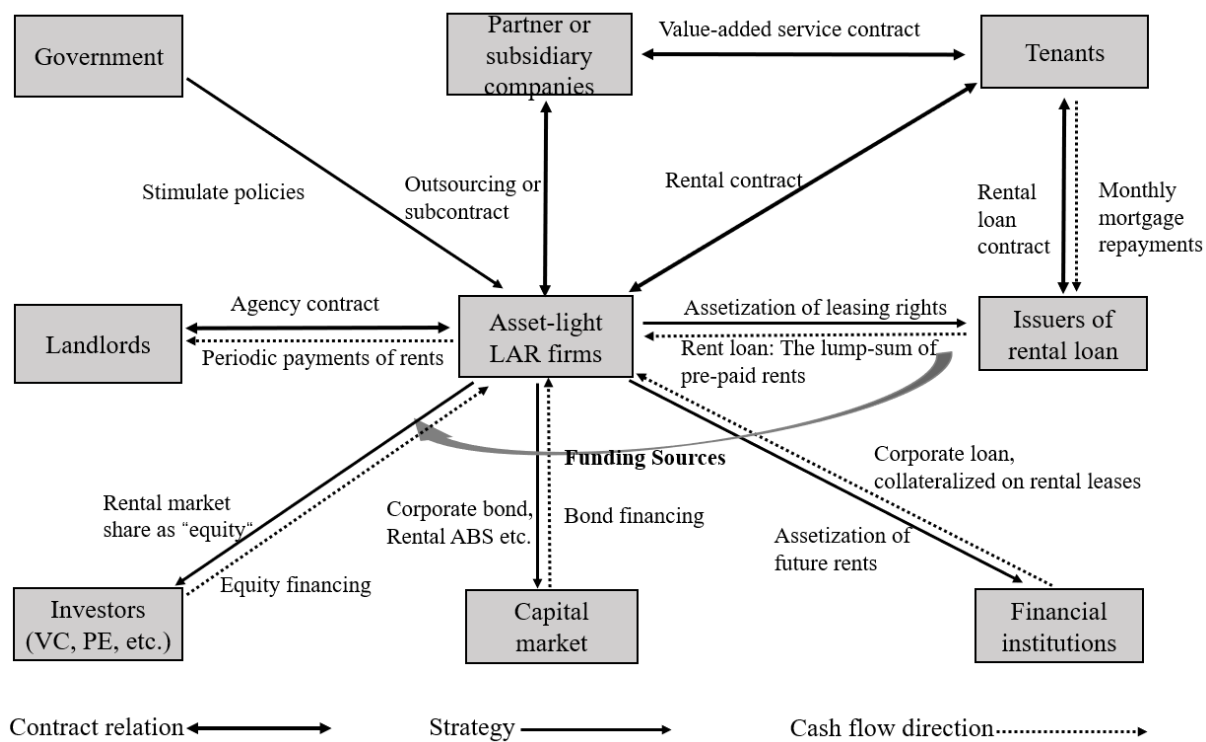 Government
Partner or
subsidiary
companies
Value-added service contract
Tenants
Stimulate policies
Outsourcing or
subcontract
Rental contract
Rental
loan
contract
Monthly
mortgage
repayments
Landlords
Agency contract
Periodic payments of rents
Asset-light
LAR firms
Assetization of leasing rights
Rent loan: The lump-sum of
pre-paid rents
Issuers of
rental loan
Funding Sources
Rental market
share as “equity“
Equity financing
Corporate bond,
Rental ABS etc.
Bond financing
Corporate loan,
collateralized on rental leases
Assetization of
future rents
Investors
(VC, PE, etc.)
Capital
market
Financial
institutions
Contract relation
Strategy
Cash flow direction